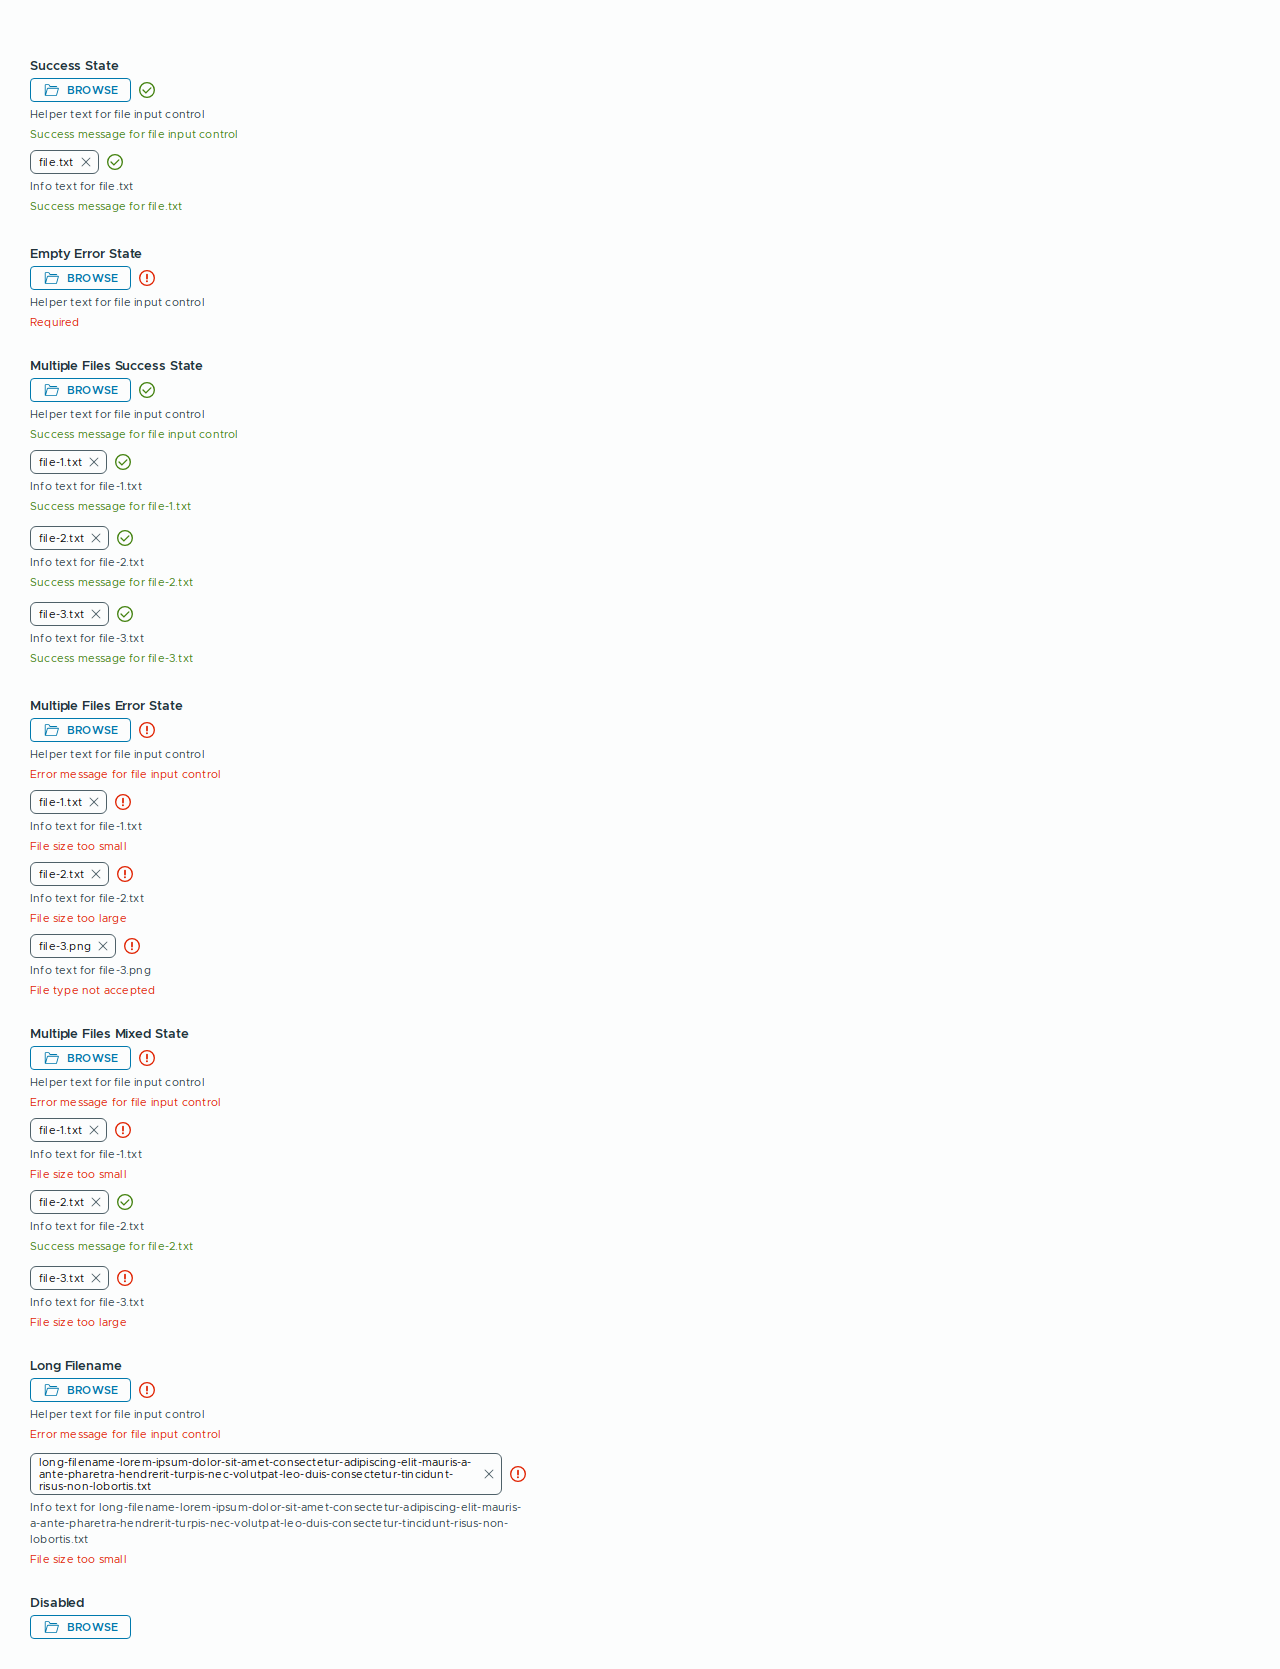 Success State
BROWSE
Helper text for file input control
Success message for file input control
file.txt
Info text for file.txt
Success message for file.txt
Empty Error State
BROWSE
Helper text for file input control
Required
Multiple Files Success State
BROWSE
Helper text for file input control
Success message for file input control
file-1.txt
Info text for file-1.txt
Success message for file-1.txt
file-2.txt
Info text for file-2.txt
Success message for file-2.txt
file-3.txt
Info text for file-3.txt
Success message for file-3.txt
Multiple Files Error State
BROWSE
Helper text for file input control
Error message for file input control
file-1.txt
Info text for file-1.txt
File size too small
file-2.txt
Info text for file-2.txt
File size too large
file-3.png
Info text for file-3.png
File type not accepted
Multiple Files Mixed State
BROWSE
Helper text for file input control
Error message for file input control
file-1.txt
Info text for file-1.txt
File size too small
file-2.txt
Info text for file-2.txt
Success message for file-2.txt
file-3.txt
Info text for file-3.txt
File size too large
Long Filename
BROWSE
Helper text for file input control
Error message for file input control
long-filename-lorem-ipsum-dolor-sit-amet-consectetur-adipiscing-elit-mauris-a-
ante-pharetra-hendrerit-turpis-nec-volutpat-leo-duis-consectetur-tincidunt-
risus-non-lobortis.txt
Info text for long-filename-lorem-ipsum-dolor-sit-amet-consectetur-adipiscing-elit-mauris-
a-ante-pharetra-hendrerit-turpis-nec-volutpat-leo-duis-consectetur-tincidunt-risus-non-
lobortis.txt
File size too small
Disabled
BROWSE